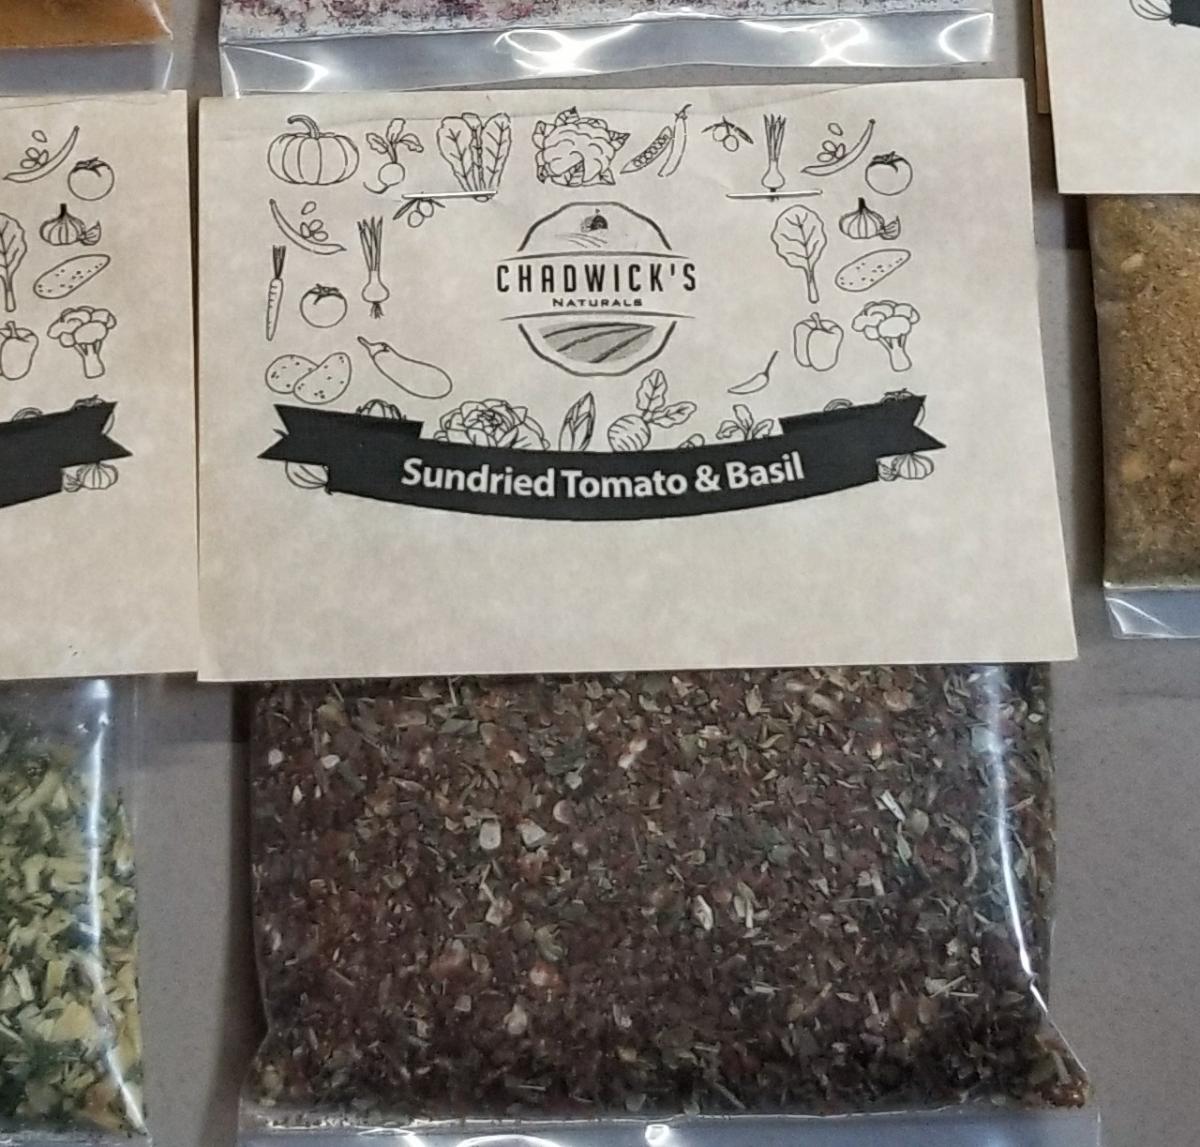 CHADWICK'S
NATURALS
Sundried Tomato & Basil